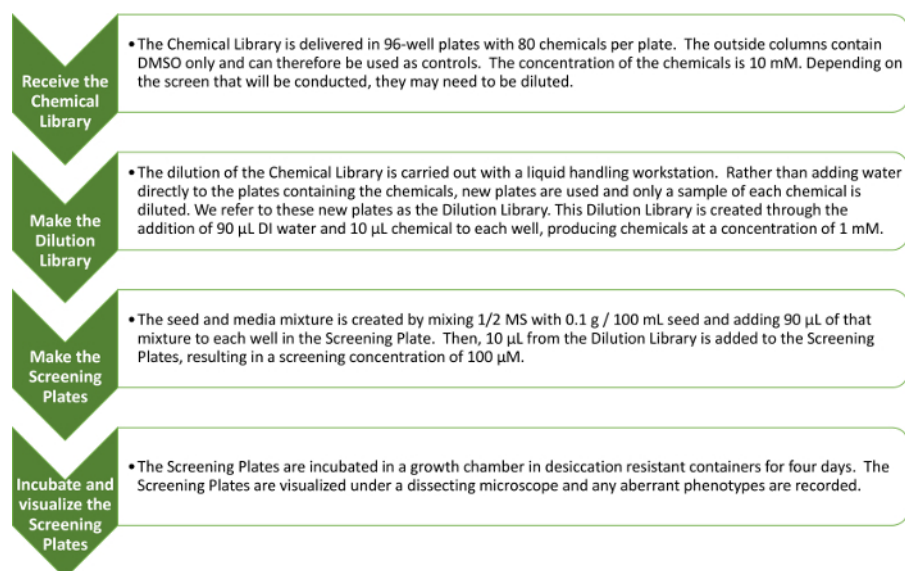 Receive the
Chemical
Library
•The Chemical Library is delivered in 96-well plates with 80 chemicals per plate. The outside columns contain
DMSO only and can therefore be used as controls. The concentration of the chemicals is 10 mM. Depending on
the screen that will be conducted, they may need to be diluted.
Make the
Dilution
Library
•The dilution of the Chemical Library is carried out with a liquid handling workstation. Rather than adding water
directly to the plates containing the chemicals, new plates are used and only a sample of each chemical is
diluted. We refer to these new plates as the Dilution Library. This Dilution Library is created through the
addition of 90 µL DI water and 10 µL chemical to each well, producing chemicals at a concentration of 1 mM.
Make the
Screening
Plates
•The seed and media mixture is created by mixing 1/2 MS with 0.1 g / 100 mL seed and adding 90 µL of that
mixture to each well in the Screening Plate. Then, 10 µL from the Dilution Library is added to the Screening
Plates, resulting in a screening concentration of 100 µM.
Incubate and
visualize the
Screening
Plates
•The Screening Plates are incubated in a growth chamber in desiccation resistant containers for four days. The
Screening Plates are visualized under a dissecting microscope and any aberrant phenotypes are recorded.